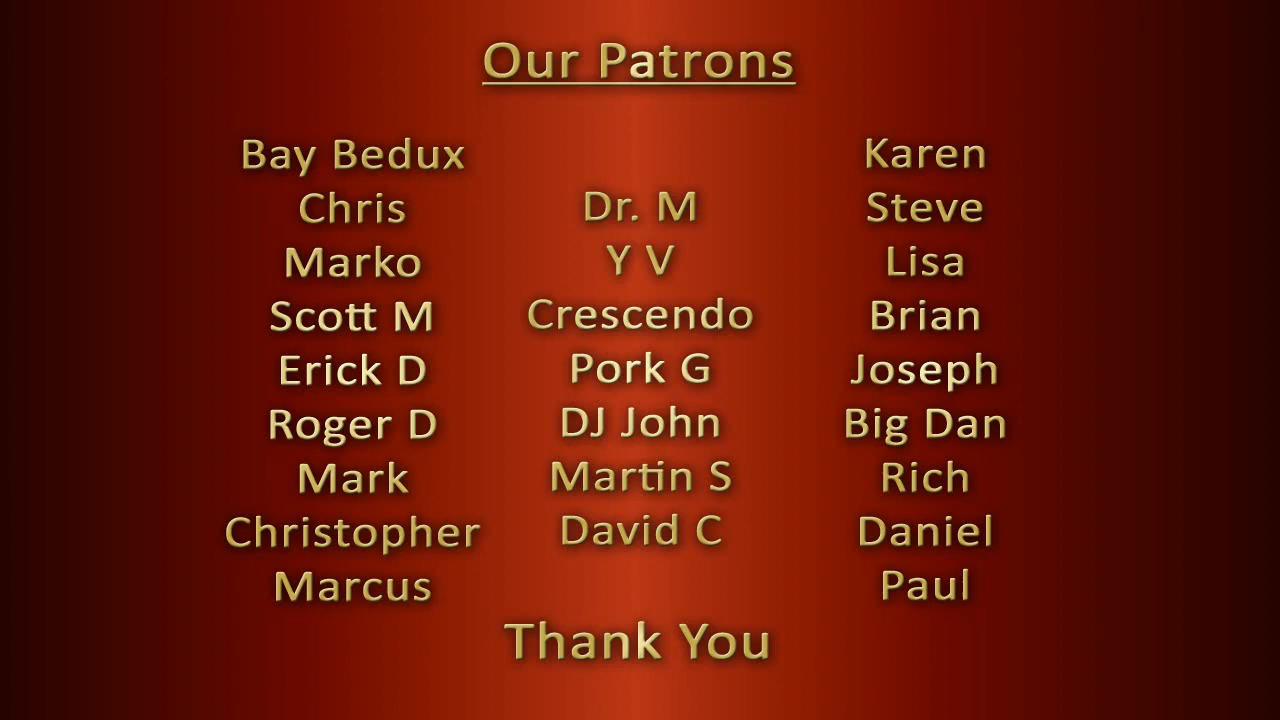 Our Patrons
Bay Bedux
Chris
Marko
Scott M
Erick D
Roger D
Mark
Christopher
Marcus
Dr. M
Y V
Crescendo
Pork G
DJ John
Martin S
David C
Karen
Steve
Lisa
Brian
Joseph
Big Dan
Rich
Daniel
Paul
Thank You